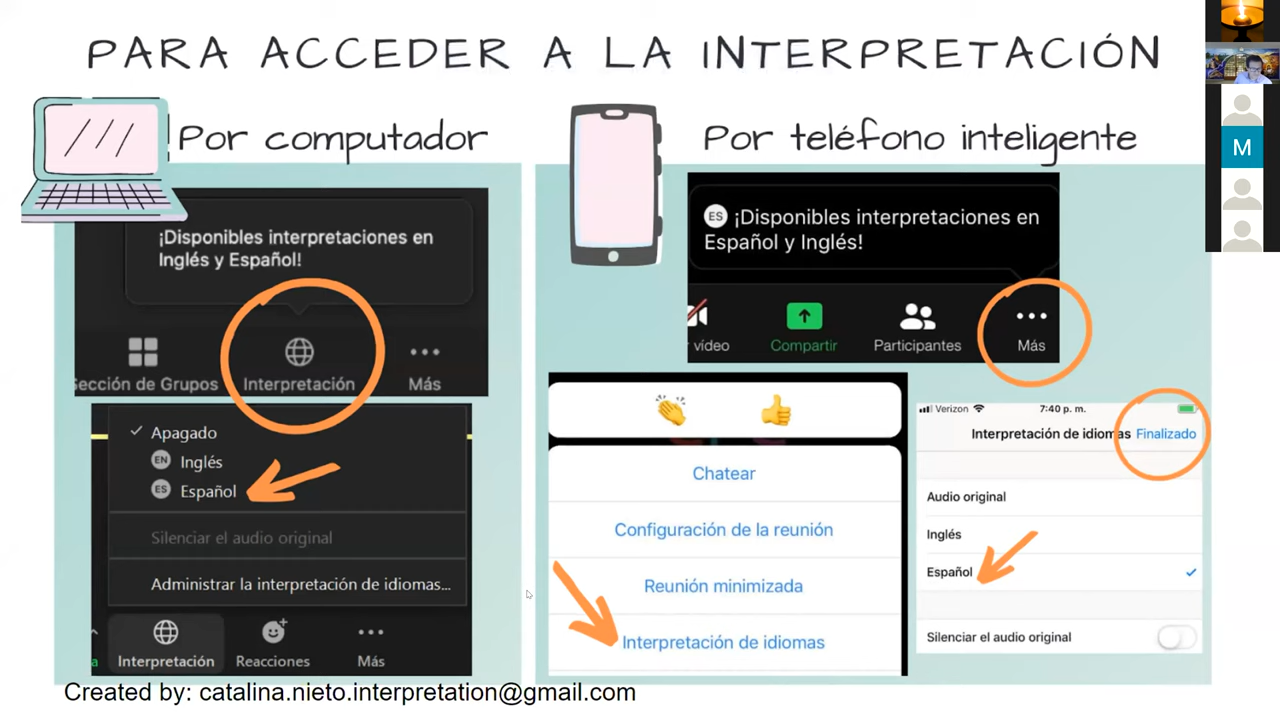 PARA ACCEDER A LA INTERPRETACIÓN
Por computador
¡Disponibles interpretaciones en
Inglés y Español!
Sección de Grupos
Interpretación
Más
Apagado
EN Inglés
ES Español
Silenciar el audio original
Administrar la interpretación de idiomas...
a
Interpretación
Reacciones
Más
Por teléfono inteligente
ES ¡Disponibles interpretaciones en
Español y Inglés!
r vídeo
Compartir
Participantes
Más
Chatear
Configuración de la reunión
Reunión minimizada
Interpretación de idiomas
Verizon
7:40 p. m.
Interpretación de idiomas
Finalizado
Audio original
Inglés
Español
Silenciar el audio original
Created by: catalina.nieto.interpretation@gmail.com
M